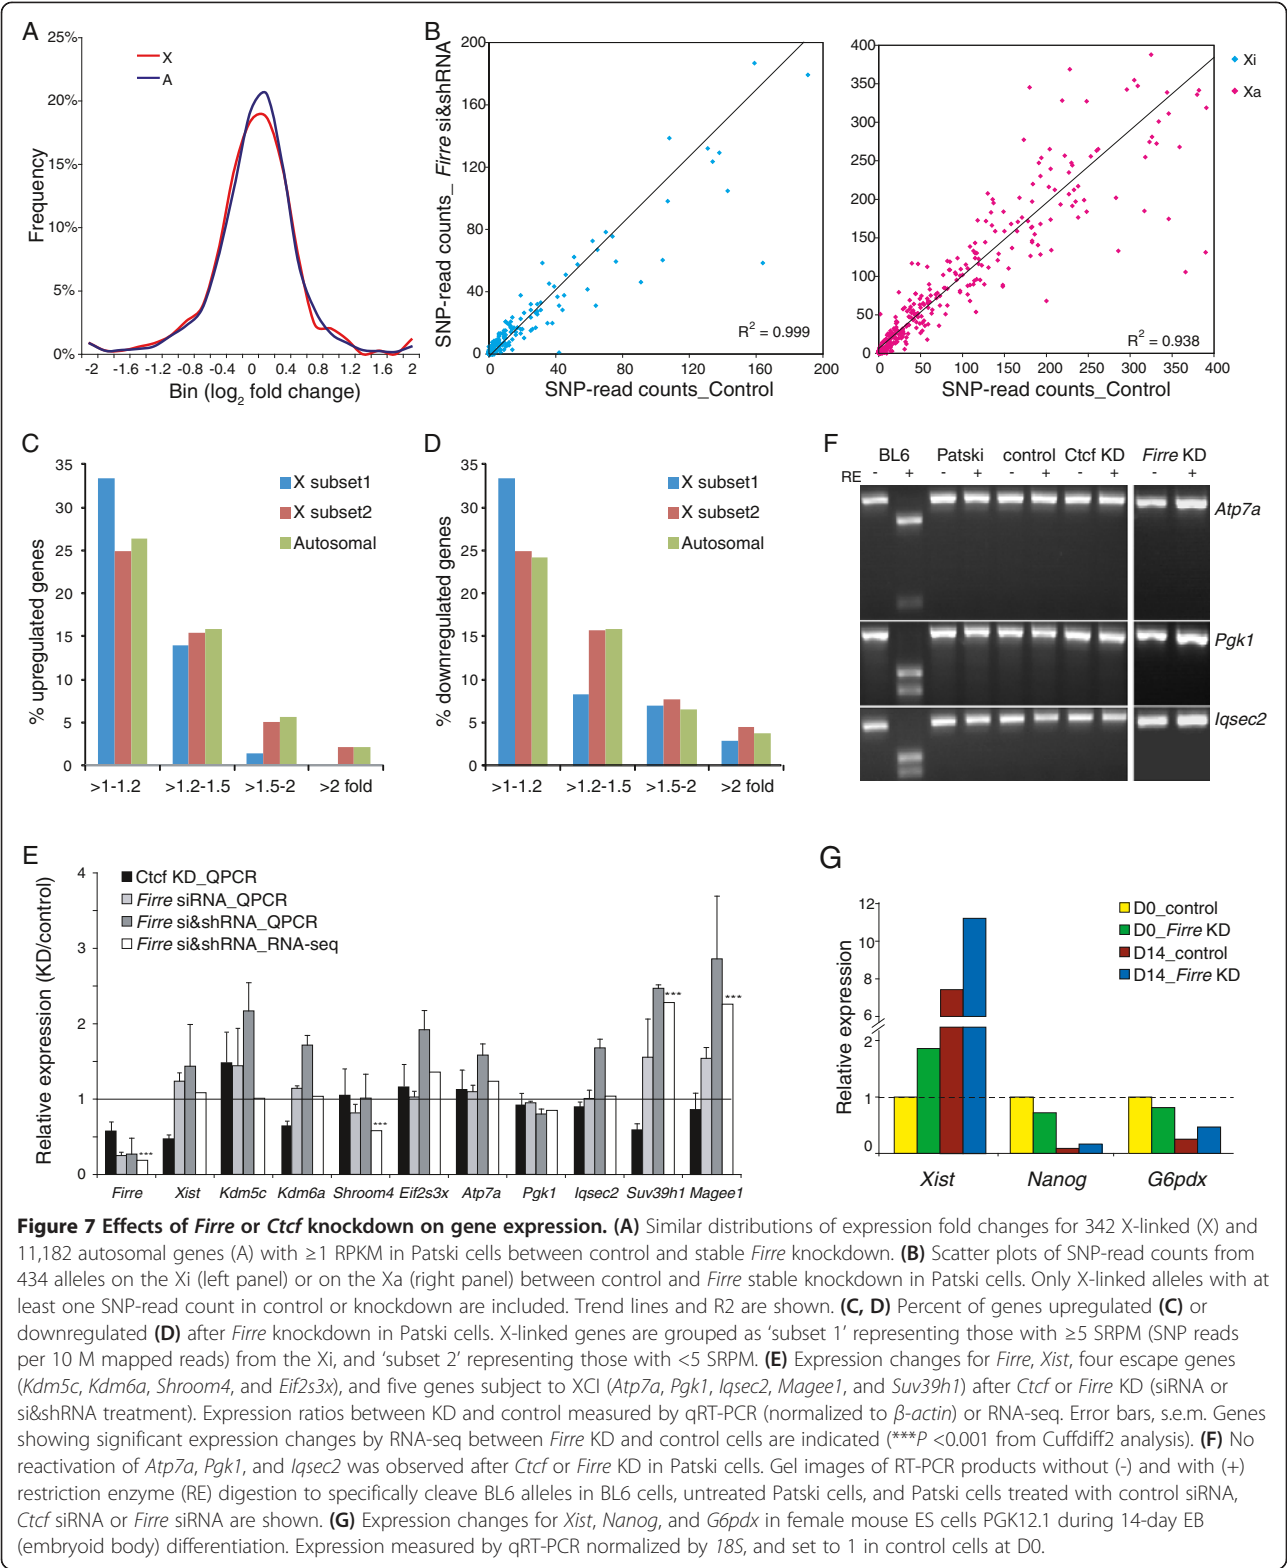 A
25%
20%
15%
10%
5%
0%
Frequency
X
A
-2 -1.6 -1.2 -0.8 -0.4 0 0.4 0.8 1.2 1.6 2
Bin (log2 fold change)
B
SNP-read counts_ Firre si&shRNA
200
160
120
80
40
0
R2 = 0.999
0 40 80 120 160 200
SNP-read counts_Control
400
350
300
250
200
150
100
50
0
R2 = 0.938
0 50 100 150 200 250 300 350 400
SNP-read counts_Control
Xi
Xa
C
% upregulated genes
35
30
25
20
15
10
5
0
X subset1
X subset2
Autosomal
>1-1.2 >1.2-1.5 >1.5-2 >2 fold
D
% downregulated genes
35
30
25
20
15
10
5
0
X subset1
X subset2
Autosomal
>1-1.2 >1.2-1.5 >1.5-2 >2 fold
F
BL6 Patski control Ctcf KD Firre KD
RE - + - + - + - + - +
Atp7a
Pgk1
Iqsec2
E
Relative expression (KD/control)
4
3
2
1
0
Ctcf KD_QPCR
Firre siRNA_QPCR
Firre si&shRNA_QPCR
Firre si&shRNA_RNA-seq
*** *** *** ***
Firre Xist Kdm5c Kdm6a Shroom4 Eif2s3x Atp7a Pgk1 Iqsec2 Suv39h1 Magee1
G
Relative expression
12
10
8
6
2
1
0
D0_control
D0_Firre KD
D14_control
D14_Firre KD
Xist Nanog G6pdx
Figure 7 Effects of Firre or Ctcf knockdown on gene expression. (A) Similar distributions of expression fold changes for 342 X-linked (X) and
11,182 autosomal genes (A) with ≥1 RPKM in Patski cells between control and stable Firre knockdown. (B) Scatter plots of SNP-read counts from
434 alleles on the Xi (left panel) or on the Xa (right panel) between control and Firre stable knockdown in Patski cells. Only X-linked alleles with at
least one SNP-read count in control or knockdown are included. Trend lines and R2 are shown. (C, D) Percent of genes upregulated (C) or
downregulated (D) after Firre knockdown in Patski cells. X-linked genes are grouped as ‘subset 1’ representing those with ≥5 SRPM (SNP reads
per 10 M mapped reads) from the Xi, and ‘subset 2’ representing those with <5 SRPM. (E) Expression changes for Firre, Xist, four escape genes
(Kdm5c, Kdm6a, Shroom4, and Eif2s3x), and five genes subject to XCI (Atp7a, Pgk1, Iqsec2, Magee1, and Suv39h1) after Ctcf or Firre KD (siRNA or
si&shRNA treatment). Expression ratios between KD and control measured by qRT-PCR (normalized to β-actin) or RNA-seq. Error bars, s.e.m. Genes
showing significant expression changes by RNA-seq between Firre KD and control cells are indicated (***P <0.001 from Cuffdiff2 analysis). (F) No
reactivation of Atp7a, Pgk1, and Iqsec2 was observed after Ctcf or Firre KD in Patski cells. Gel images of RT-PCR products without (-) and with (+)
restriction enzyme (RE) digestion to specifically cleave BL6 alleles in BL6 cells, untreated Patski cells, and Patski cells treated with control siRNA,
Ctcf siRNA or Firre siRNA are shown. (G) Expression changes for Xist, Nanog, and G6pdx in female mouse ES cells PGK12.1 during 14-day EB
(embryoid body) differentiation. Expression measured by qRT-PCR normalized by 18S, and set to 1 in control cells at D0.